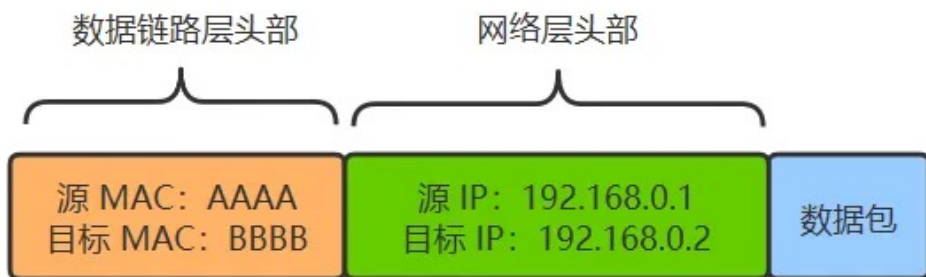 数据链路层头部
网络层头部
源 MAC：AAAA
目标 MAC：BBBB
源 IP：192.168.0.1
目标 IP：192.168.0.2
数据包